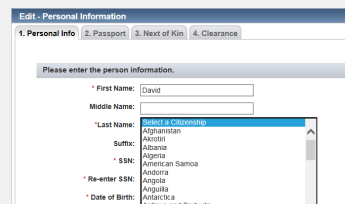 Edit - Personal Information
1. Personal Info 2. Passport 3. Next of Kin 4. Clearance
Please enter the person information.
* First Name: David
Middle Name:
*Last Name: Select a Citizenship
Afghanistan
Akrotiri
Suffix: Albania
Algeria
* SSN: American Samoa
Andorra
* Re-enter SSN: Angola
Anguilla
* Date of Birth: Antarctica